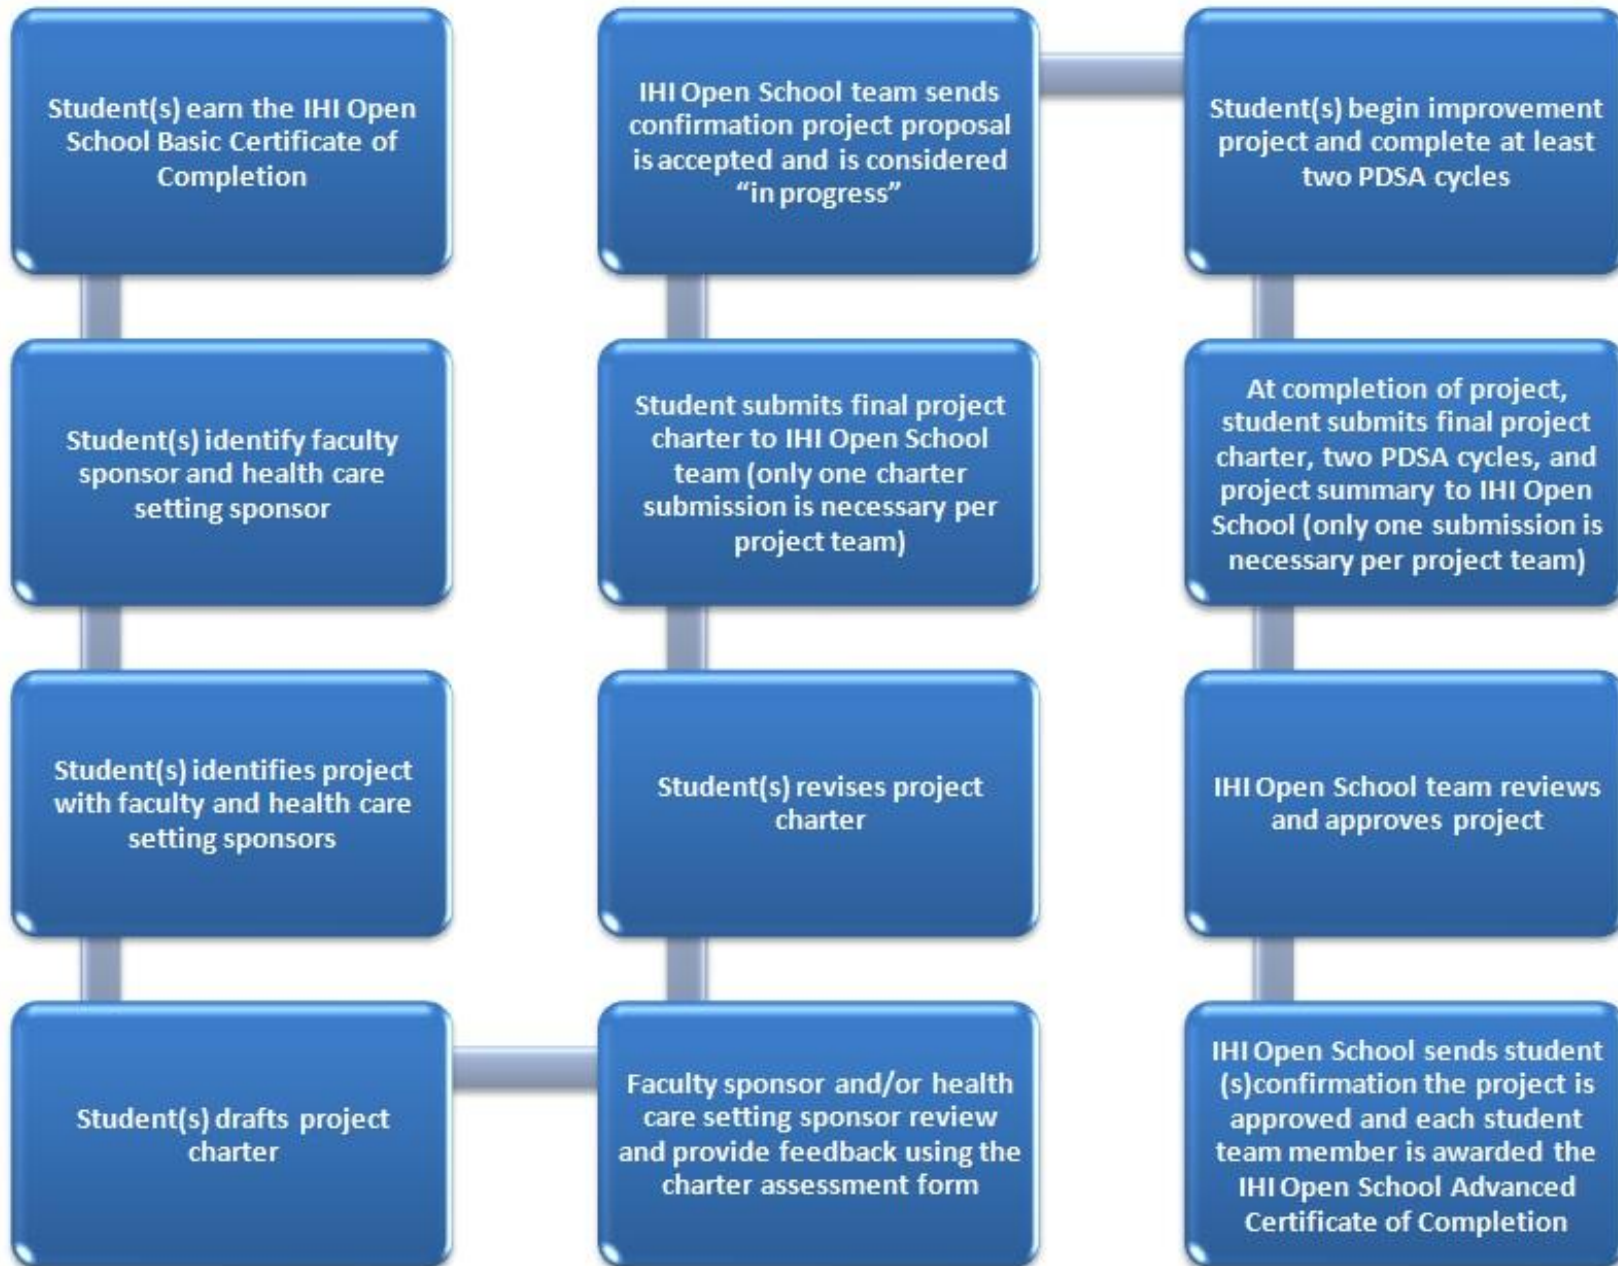 Student(s) earn the IHI Open
School Basic Certificate of
Completion
Student(s) identify faculty
sponsor and health care
setting sponsor
Student(s) identifies project
with faculty and health care
setting sponsors
Student(s) drafts project
charter
Faculty sponsor and/or health
care setting sponsor review
and provide feedback using the
charter assessment form
Student(s) revises project
charter
Student submits final project
charter to IHI Open School
team (only one charter
submission is necessary per
project team)
IHI Open School team sends
confirmation project proposal
is accepted and is considered
“in progress”
Student(s) begin improvement
project and complete at least
two PDSA cycles
At completion of project,
student submits final project
charter, two PDSA cycles, and
project summary to IHI Open
School (only one submission is
necessary per project team)
IHI Open School team reviews
and approves project
IHI Open School sends student
(s)confirmation the project is
approved and each student
team member is awarded the
IHI Open School Advanced
Certificate of Completion